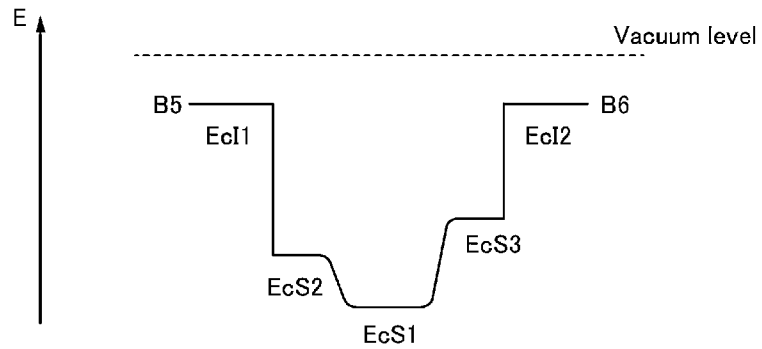 E
Vacuum level
B5
B6
EcI1
EcI2
EcS3
EcS2
EcS1